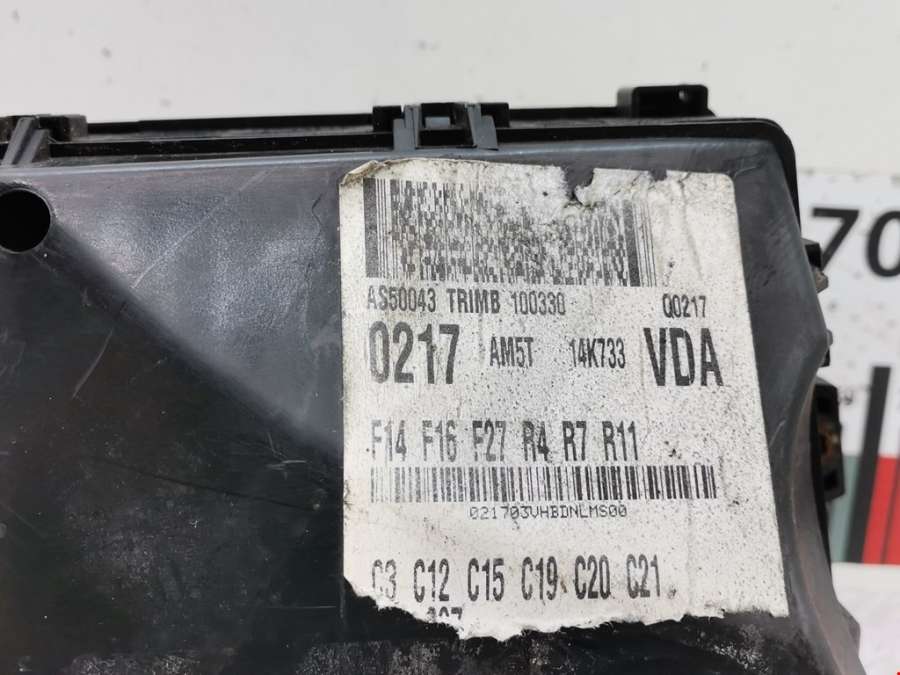 AS50043 TRIMB 100330 Q0217
0217 AM5T 14K733 VDA
F14 F16 F27 R4 R7 R11
021703VHBDNLMS00
C3 C12 C15 C19 C20 C21
70